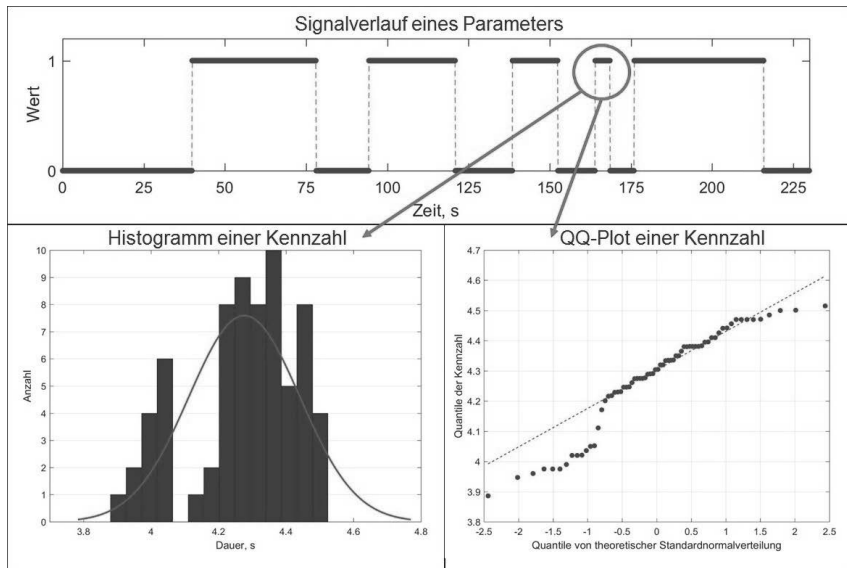 Signalverlauf eines Parameters
Wert
1
0
0 25 50 75 100 125 150 175 200 225
Zeit, s
Histogramm einer Kennzahl
Anzahl
10
9
8
7
6
5
4
3
2
1
0
3.8 4 4.2 4.4 4.6 4.8
Dauer, s
QQ-Plot einer Kennzahl
Quantile der Kennzahl
4.7
4.6
4.5
4.4
4.3
4.2
4.1
4
3.9
3.8
-2.5 -2 -1.5 -1 -0.5 0 0.5 1 1.5 2 2.5
Quantile von theoretischer Standardnormalverteilung